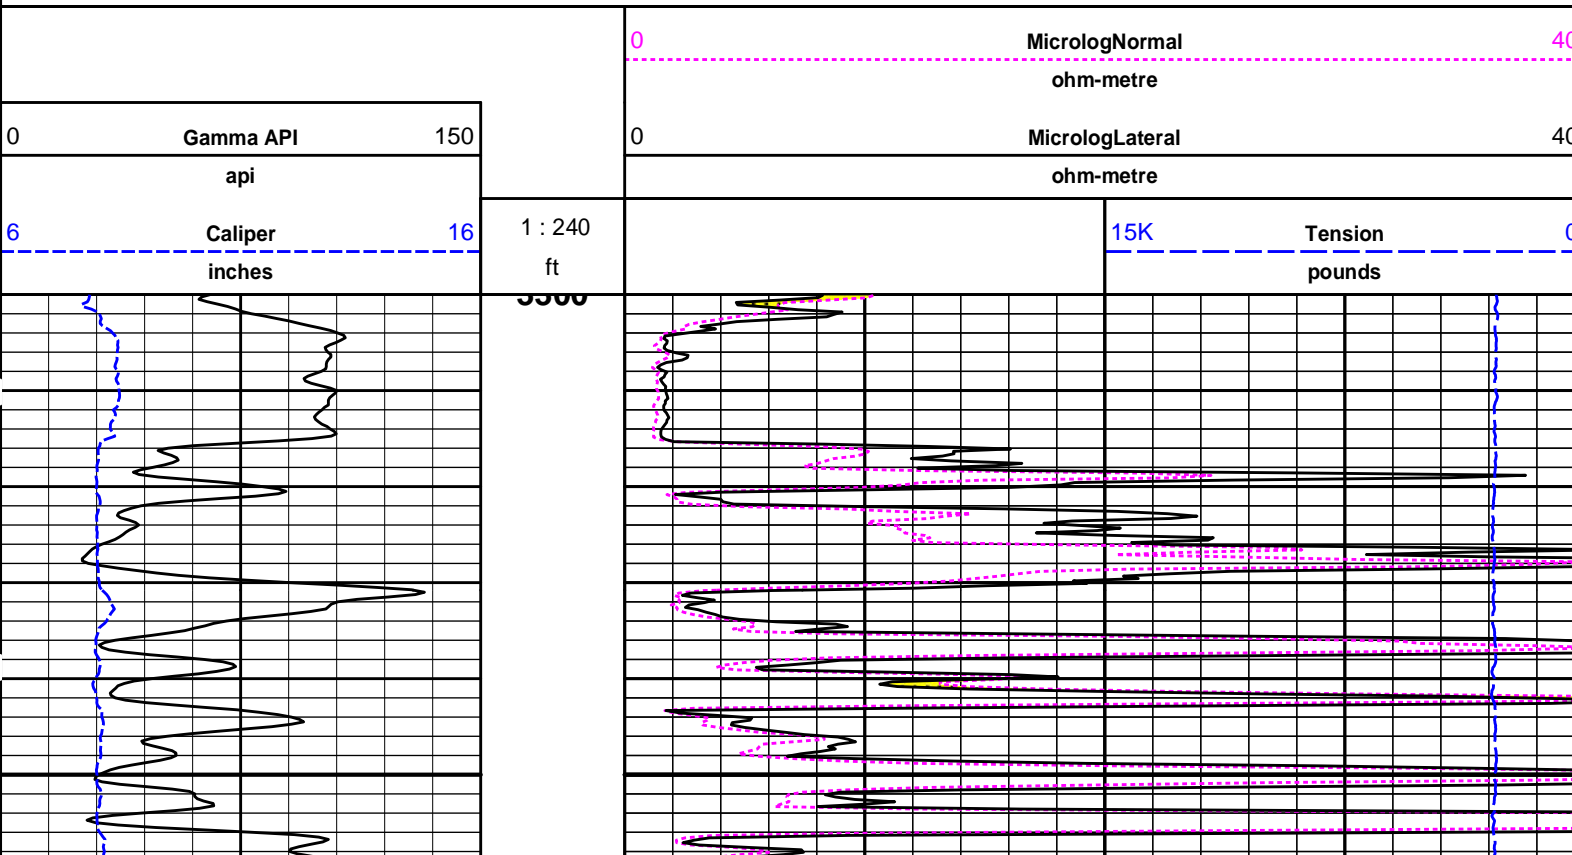 0 MicrologNormal 40
ohm-metre
0 Gamma API 150
0 MicrologLateral 40
api
ohm-metre
6 Caliper 16
1 : 240
15K Tension 0
inches
ft
pounds